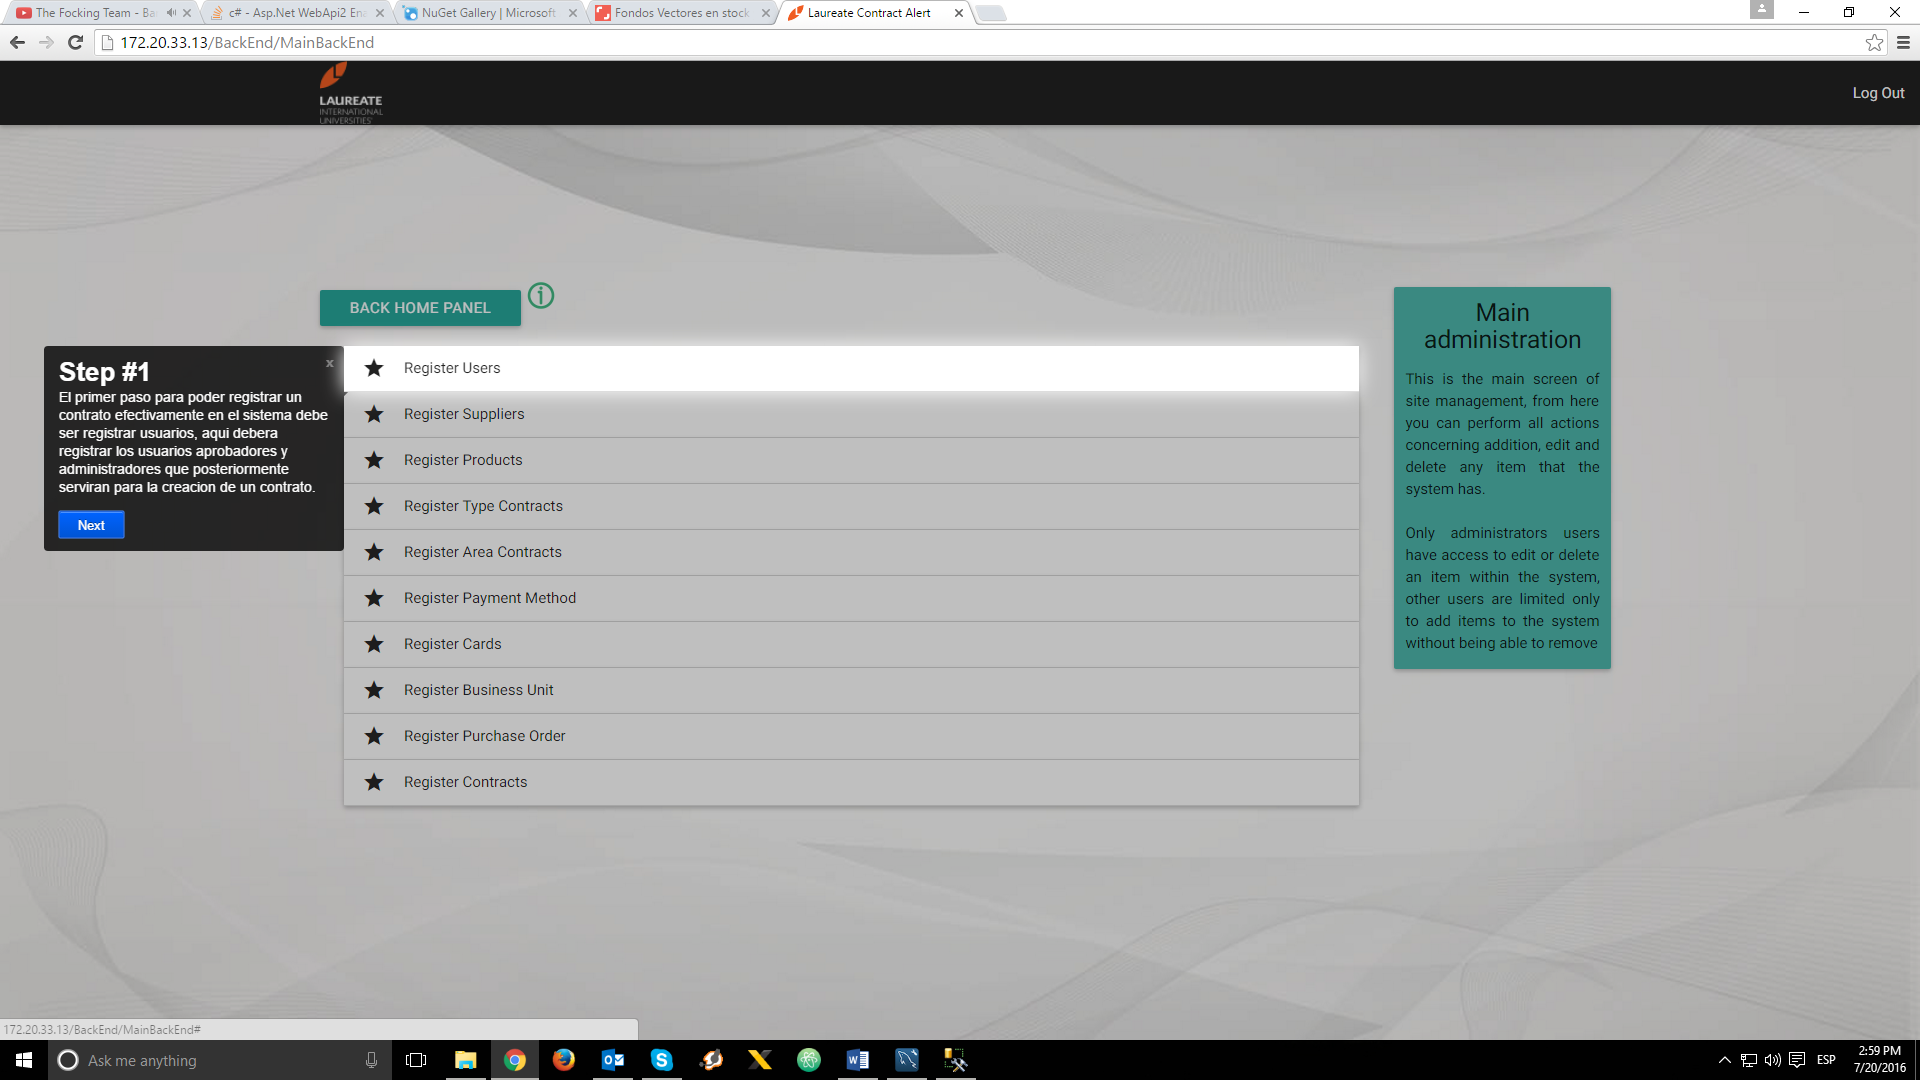 The Focking Team - Ba
c# - Asp.Net WebApi2 Ena
NuGet Gallery | Microsoft
Fondos Vectores en stock
Laureate Contract Alert
172.20.33.13/BackEnd/MainBackEnd
LAUREATE
INTERNATIONAL
UNIVERSITIES
Log Out
BACK HOME PANEL
Step #1
x
El primer paso para poder registrar un
contrato efectivamente en el sistema debe
ser registrar usuarios, aqui debera
registrar los usuarios aprobadores y
administradores que posteriormente
serviran para la creacion de un contrato.
Next
Register Users
Register Suppliers
Register Products
Register Type Contracts
Register Area Contracts
Register Payment Method
Register Cards
Register Business Unit
Register Purchase Order
Register Contracts
Main
administration
This is the main screen of
site management, from here
you can perform all actions
concerning addition, edit and
delete any item that the
system has.
Only administrators users
have access to edit or delete
an item within the system,
other users are limited only
to add items to the system
without being able to remove
172.20.33.13/BackEnd/MainBackEnd#
Ask me anything
ESP
2:59 PM
7/20/2016